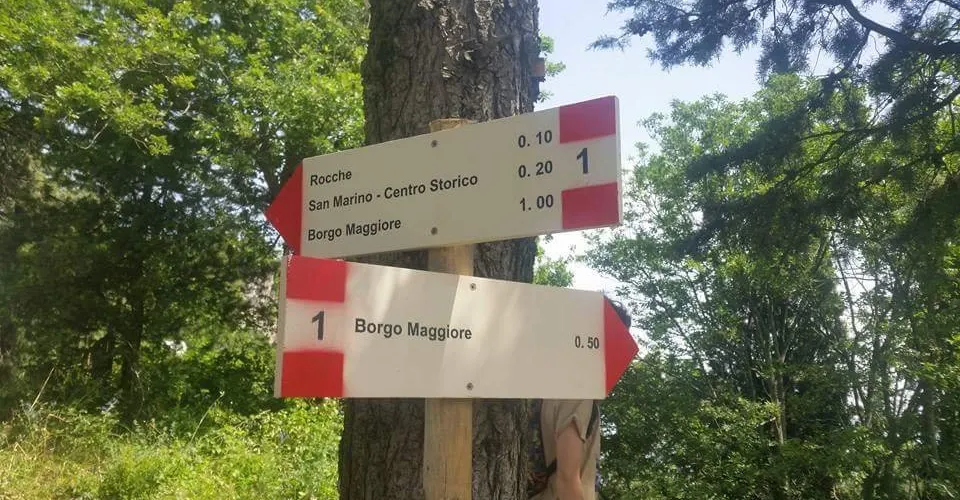 Rocche 0. 10
San Marino - Centro Storico 0. 20
Borgo Maggiore 1. 00
1
1
Borgo Maggiore 0. 50